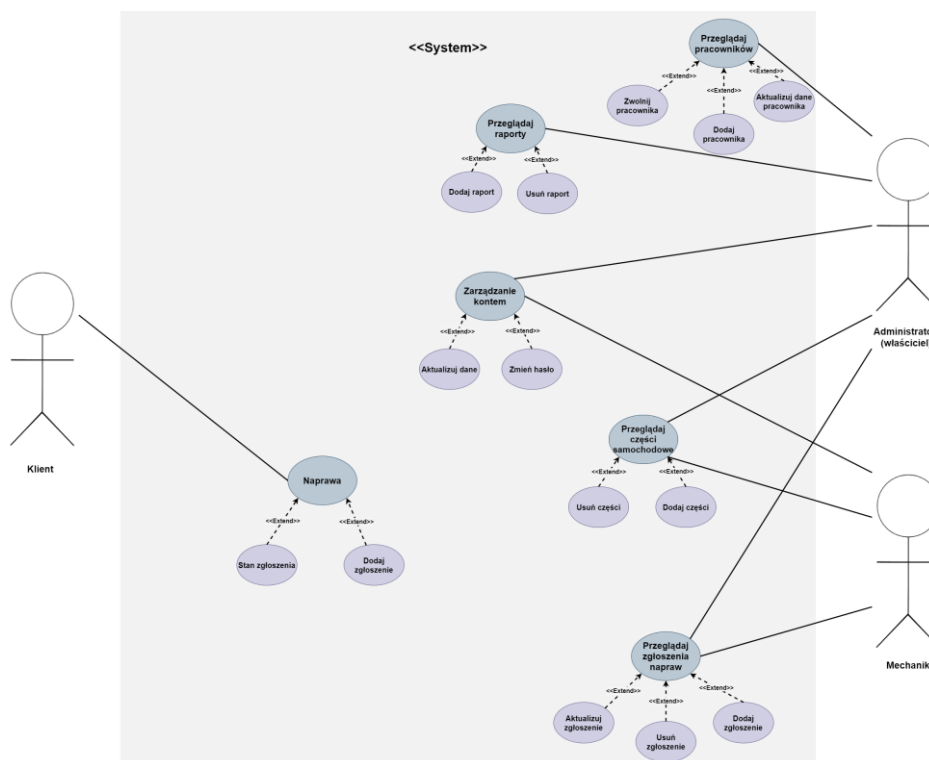 <<System>>
Przeglądaj
pracowników
<<Extend>>
<<Extend>>
<<Extend>>
Zwolnij
pracownika
Dodaj
pracownika
Aktualizuj dane
pracownika
Przeglądaj
raporty
<<Extend>>
<<Extend>>
Dodaj raport
Usuń raport
Zarządzanie
kontem
<<Extend>>
<<Extend>>
Aktualizuj dane
Zmień hasło
Administrator
(właściciel)
Przeglądaj
części
samochodowe
<<Extend>>
<<Extend>>
Usuń części
Dodaj części
Klient
Naprawa
<<Extend>>
<<Extend>>
Stan zgłoszenia
Dodaj
zgłoszenie
Przeglądaj
zgłoszenia
napraw
<<Extend>>
<<Extend>>
<<Extend>>
Aktualizuj
zgłoszenie
Usuń
zgłoszenie
Dodaj
zgłoszenie
Mechanik